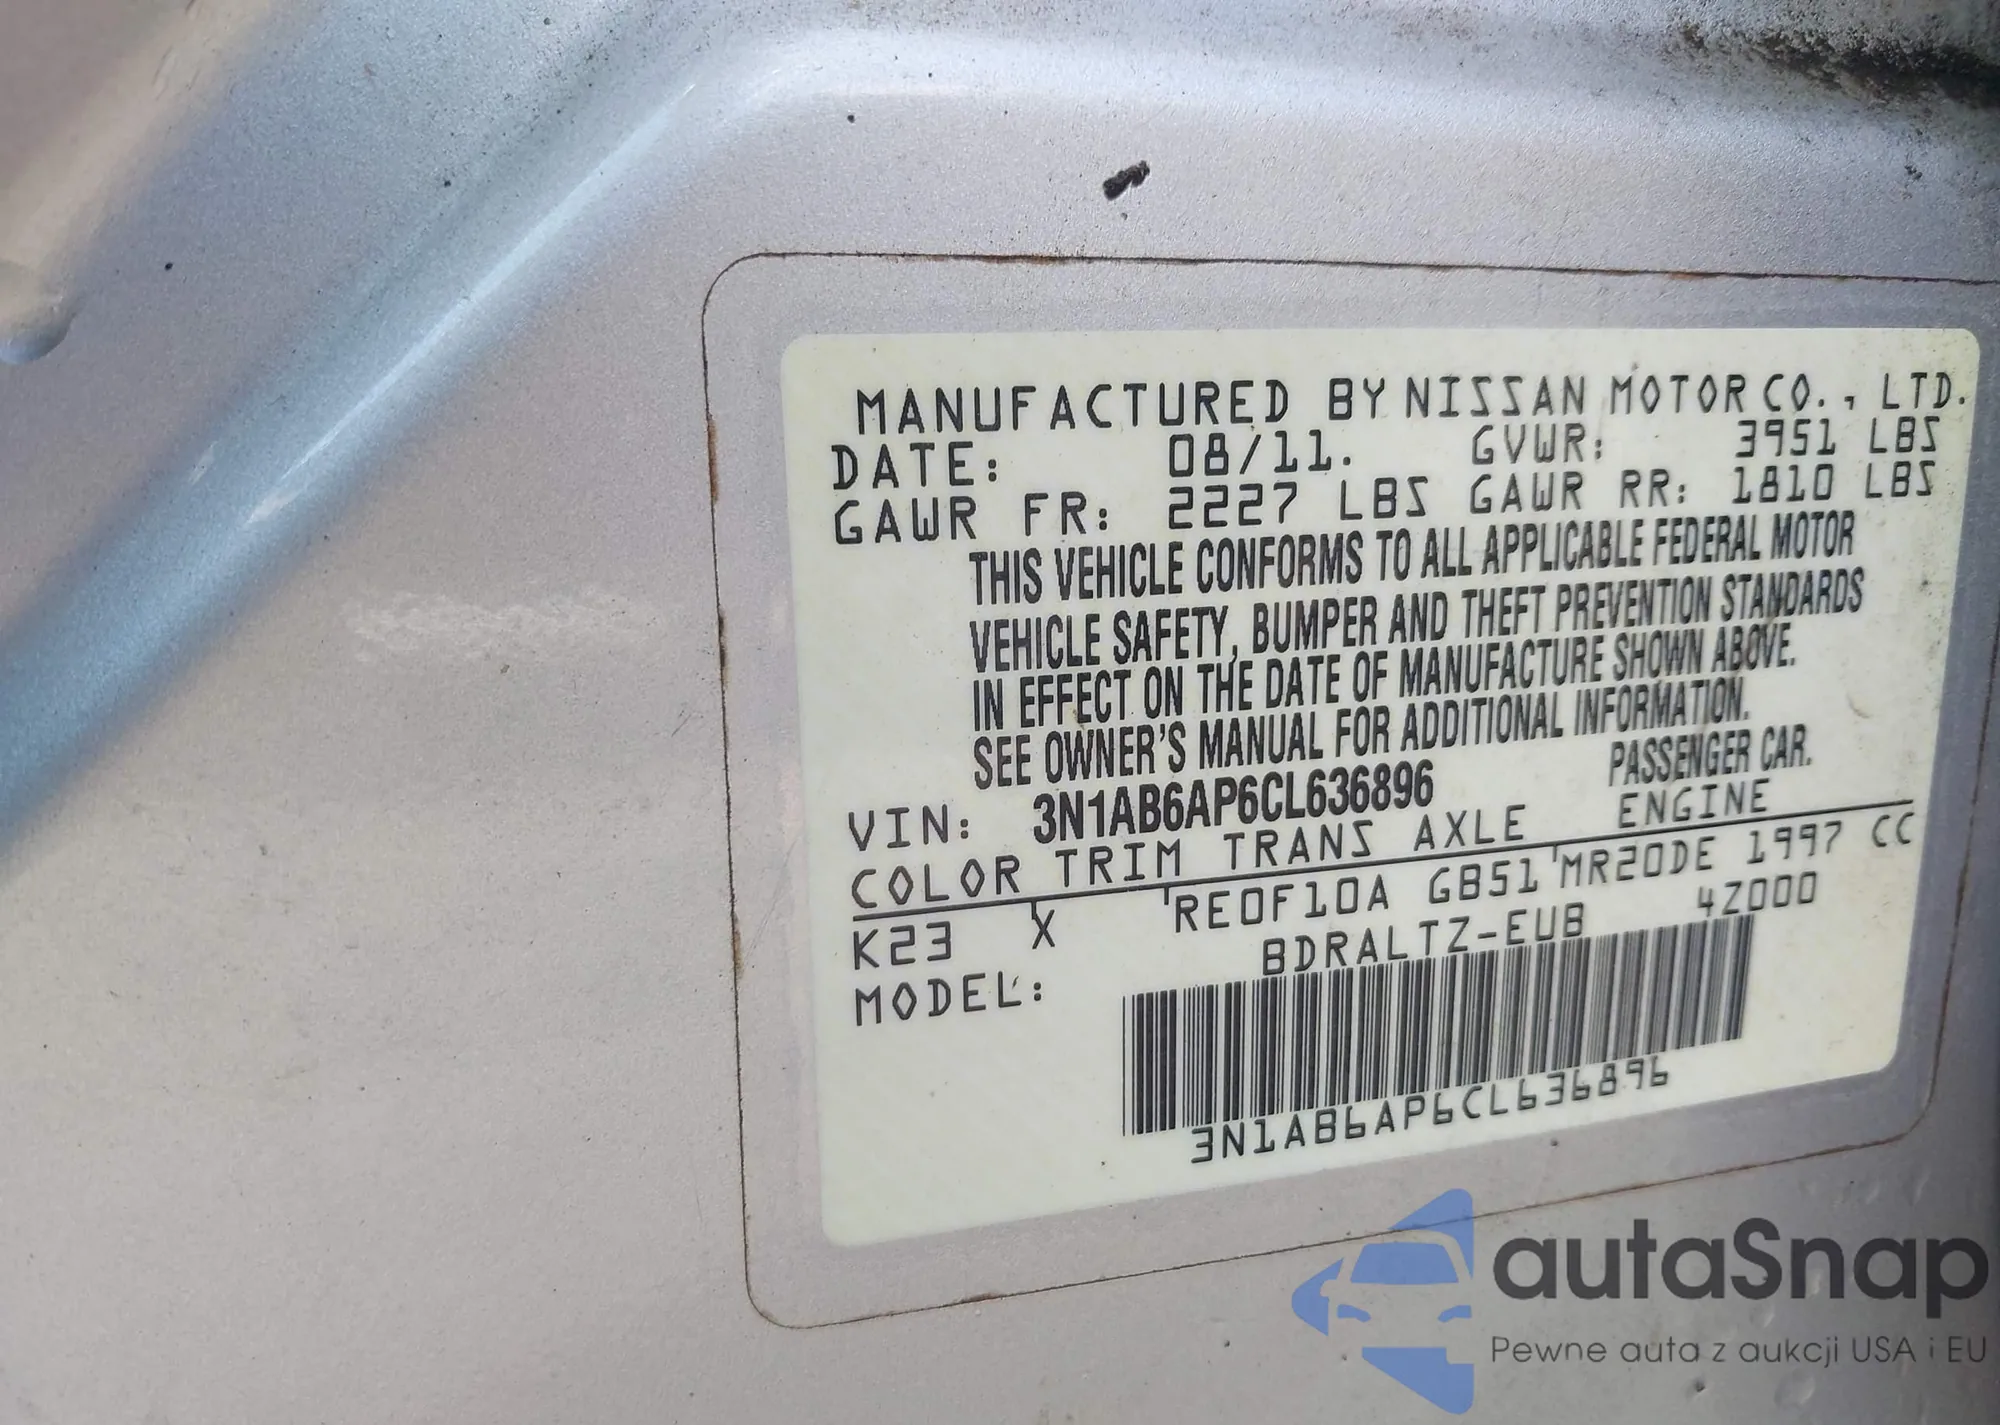 MANUFACTURED BY NISSAN MOTOR CO., LTD.
DATE: 08/11. GVWR: 3951 LBS
GAWR FR: 2227 LBS GAWR RR: 1810 LBS
THIS VEHICLE CONFORMS TO ALL APPLICABLE FEDERAL MOTOR
VEHICLE SAFETY, BUMPER AND THEFT PREVENTION STANDARDS
IN EFFECT ON THE DATE OF MANUFACTURE SHOWN ABOVE.
SEE OWNER'S MANUAL FOR ADDITIONAL INFORMATION.
VIN: 3N1AB6AP6CL636896 PASSENGER CAR.
COLOR TRIM TRANS AXLE ENGINE
K23 X RE0F10A GB51 MR20DE 1997 CC
MODEL: BDRALTZ-EUB 4Z000
3N1AB6AP6CL636896
autaSnap
Pewne auta z aukcji USA i EU